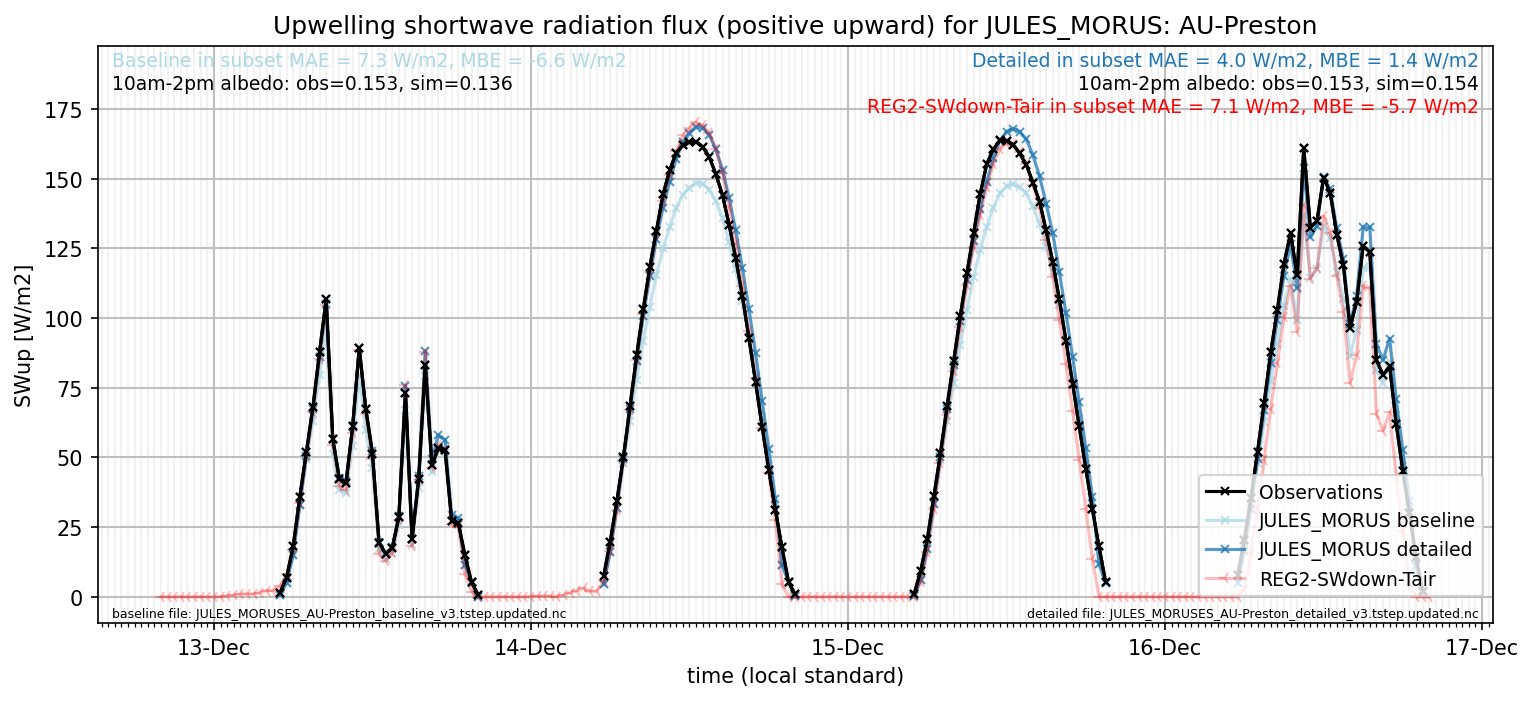 Upwelling shortwave radiation flux (positive upward) for JULES_MORUS: AU-Preston
Baseline in subset MAE = 7.3 W/m2, MBE = -6.6 W/m2
10am-2pm albedo: obs=0.153, sim=0.136
Detailed in subset MAE = 4.0 W/m2, MBE = 1.4 W/m2
10am-2pm albedo: obs=0.153, sim=0.154
REG2-SWdown-Tair in subset MAE = 7.1 W/m2, MBE = -5.7 W/m2
SWup [W/m2]
175
150
125
100
75
50
25
0
Observations
JULES_MORUS baseline
JULES_MORUS detailed
REG2-SWdown-Tair
baseline file: JULES_MORUSES_AU-Preston_baseline_v3.tstep.updated.nc
detailed file: JULES_MORUSES_AU-Preston_detailed_v3.tstep.updated.nc
13-Dec
14-Dec
15-Dec
16-Dec
17-Dec
time (local standard)